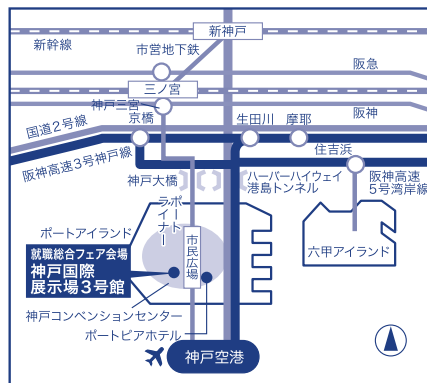 新神戸
新幹線
市営地下鉄
阪急
三ノ宮
神戸三宮
阪神
国道2号線
京橋
生田川
摩耶
阪神高速3号神戸線
住吉浜
神戸大橋
ハーバーハイウェイ
港島トンネル
阪神高速
5号湾岸線
ポートライナー
ポートアイランド
市民広場
六甲アイランド
就職総合フェア会場
神戸国際
展示場3号館
神戸コンベンションセンター
ポートピアホテル
神戸空港